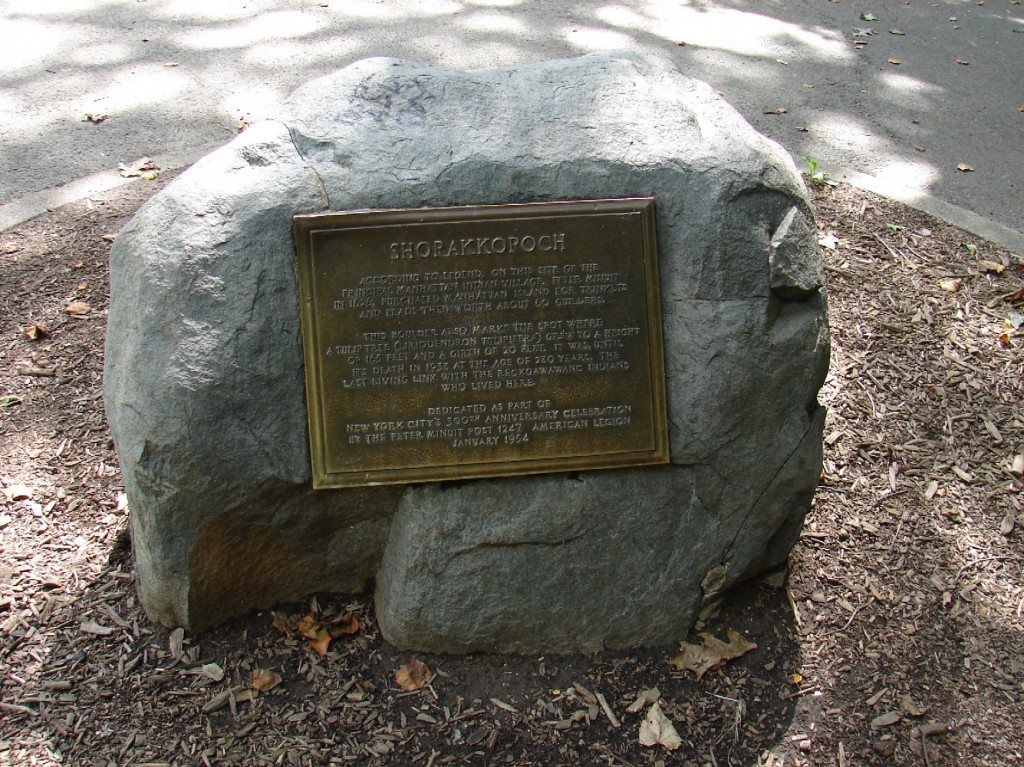 SHORAKKOPOCH
ACCORDING TO LEGEND, ON THIS SITE OF THE
PRINCIPAL MANHATTAN INDIAN VILLAGE, PETER MINUIT
IN 1626, PURCHASED MANHATTAN ISLAND FOR TRINKETS
AND BEADS THEN WORTH ABOUT 60 GUILDERS.
THIS BOULDER ALSO MARKS THE SPOT WHERE
A TULIP TREE (LIRIODENDRON TULIPIFERA) GREW TO A HEIGHT
OF 165 FEET AND A GIRTH OF 20 FEET. IT WAS, UNTIL
ITS DEATH IN 1932 AT THE AGE OF 280 YEARS, THE
LAST LIVING LINK WITH THE RECKGAWAWANC INDIANS
WHO LIVED HERE.
DEDICATED AS PART OF
NEW YORK CITY'S 300TH ANNIVERSARY CELEBRATION
BY THE PETER MINUIT POST 1247, AMERICAN LEGION
JANUARY 1954